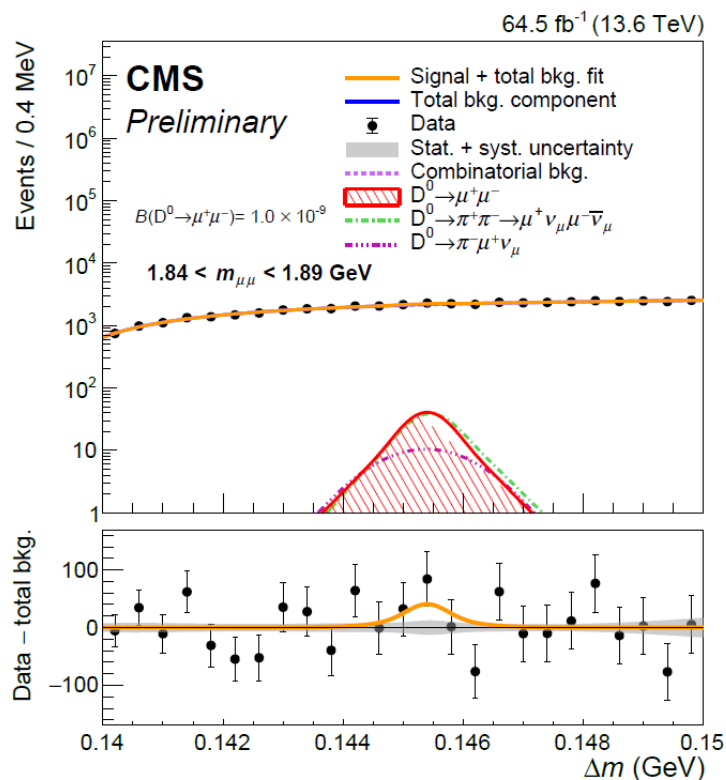 64.5 fb⁻¹ (13.6 TeV)
Events / 0.4 MeV
10⁷
10⁶
10⁵
10⁴
10³
10²
10
1
CMS
Preliminary
Signal + total bkg. fit
Total bkg. component
Data
Stat. + syst. uncertainty
Combinatorial bkg.
D⁰→μ⁺μ⁻
D⁰→π⁺π⁻→μ⁺ν_μμ⁻ν̅_μ
D⁰→π⁻μ⁺ν_μ
B(D⁰→μ⁺μ⁻)= 1.0 × 10⁻⁹
1.84 < m_μμ < 1.89 GeV
Data − total bkg.
100
0
−100
0.14 0.142 0.144 0.146 0.148 0.15
Δm (GeV)